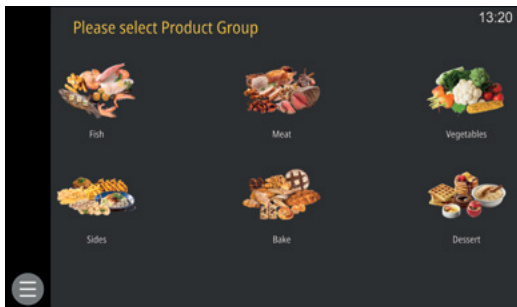 13:20
Please select Product Group
Fish
Meat
Vegetables
Sides
Bake
Dessert